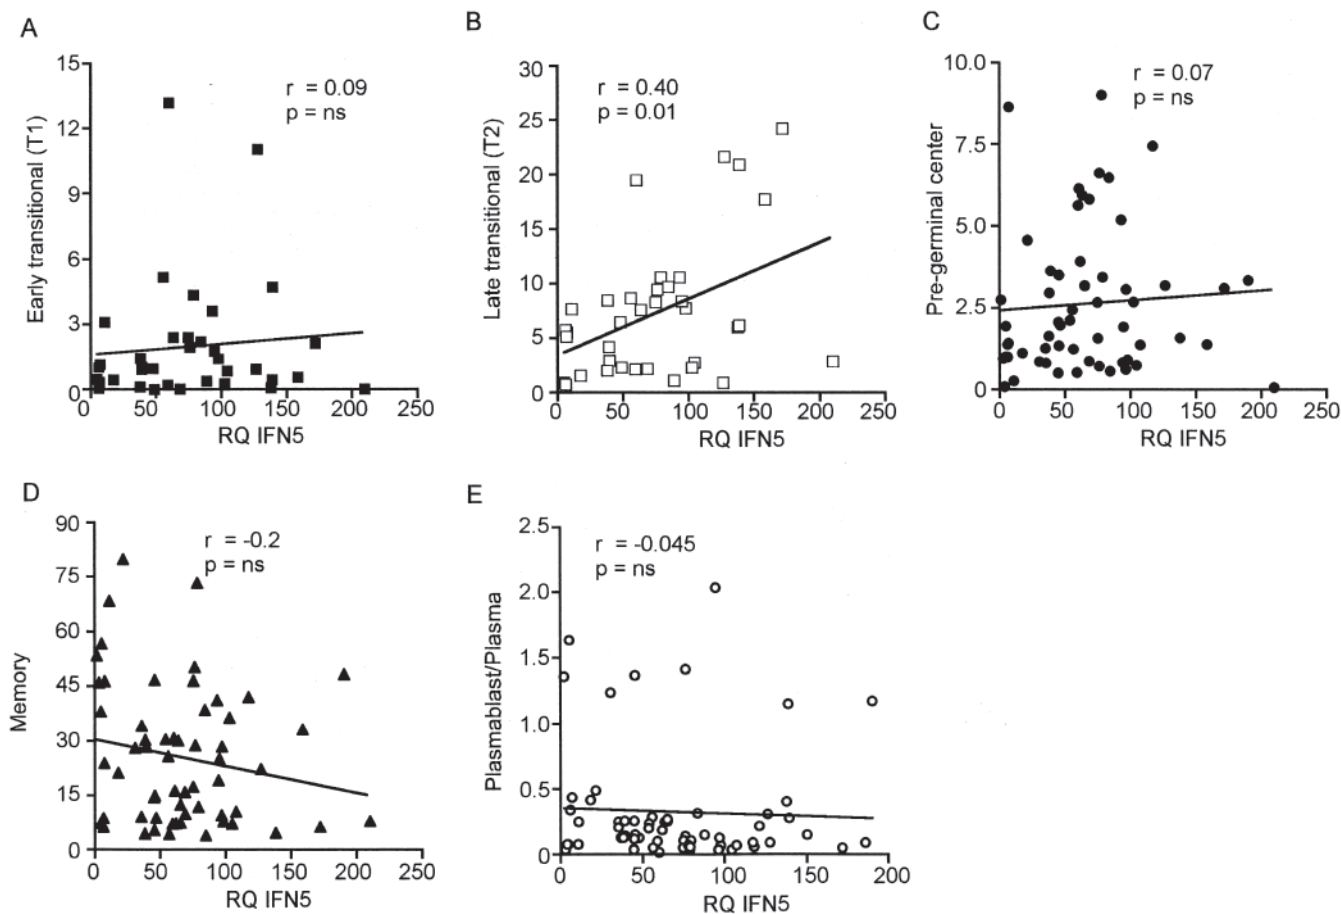 A
15
12
9
6
3
0
Early transitional (T1)
r = 0.09
p = ns
0 50 100 150 200 250
RQ IFN5
B
30
25
20
15
10
5
0
Late transitional (T2)
r = 0.40
p = 0.01
0 50 100 150 200 250
RQ IFN5
C
10.0
7.5
5.0
2.5
0
Pre-germinal center
r = 0.07
p = ns
0 50 100 150 200 250
RQ IFN5
D
90
75
60
45
30
15
0
Memory
r = -0.2
p = ns
0 50 100 150 200 250
RQ IFN5
E
2.5
2.0
1.5
1.0
0.5
0
Plasmablast/Plasma
r = -0.045
p = ns
0 50 100 150 200
RQ IFN5